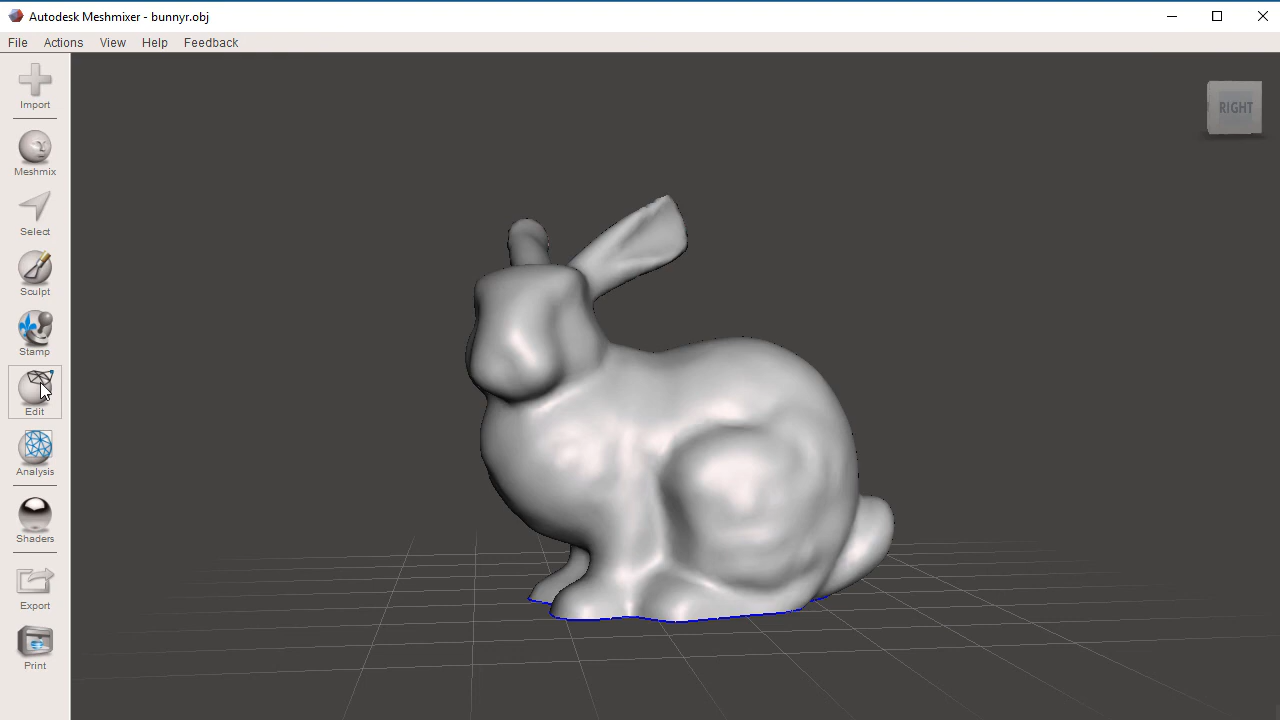 Autodesk Meshmixer - bunnyr.obj
File Actions View Help Feedback
Import
Meshmix
Select
Sculpt
Stamp
Edit
Analysis
Shaders
Export
Print
RIGHT